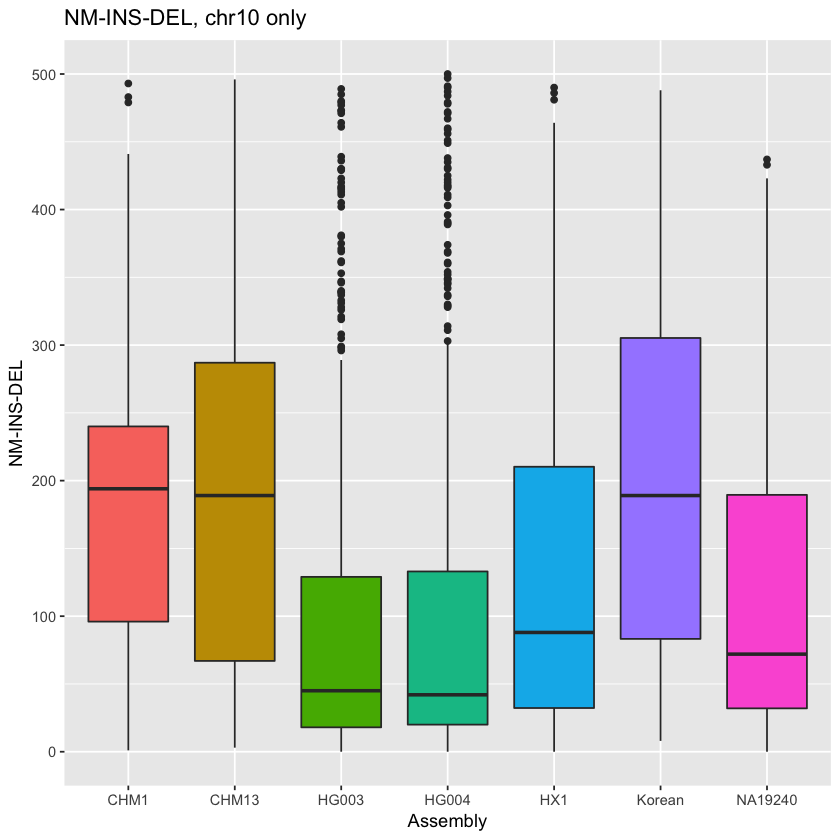 NM-INS-DEL, chr10 only
NM-INS-DEL
500
400
300
200
100
0
CHM1 CHM13 HG003 HG004 HX1 Korean NA19240
Assembly